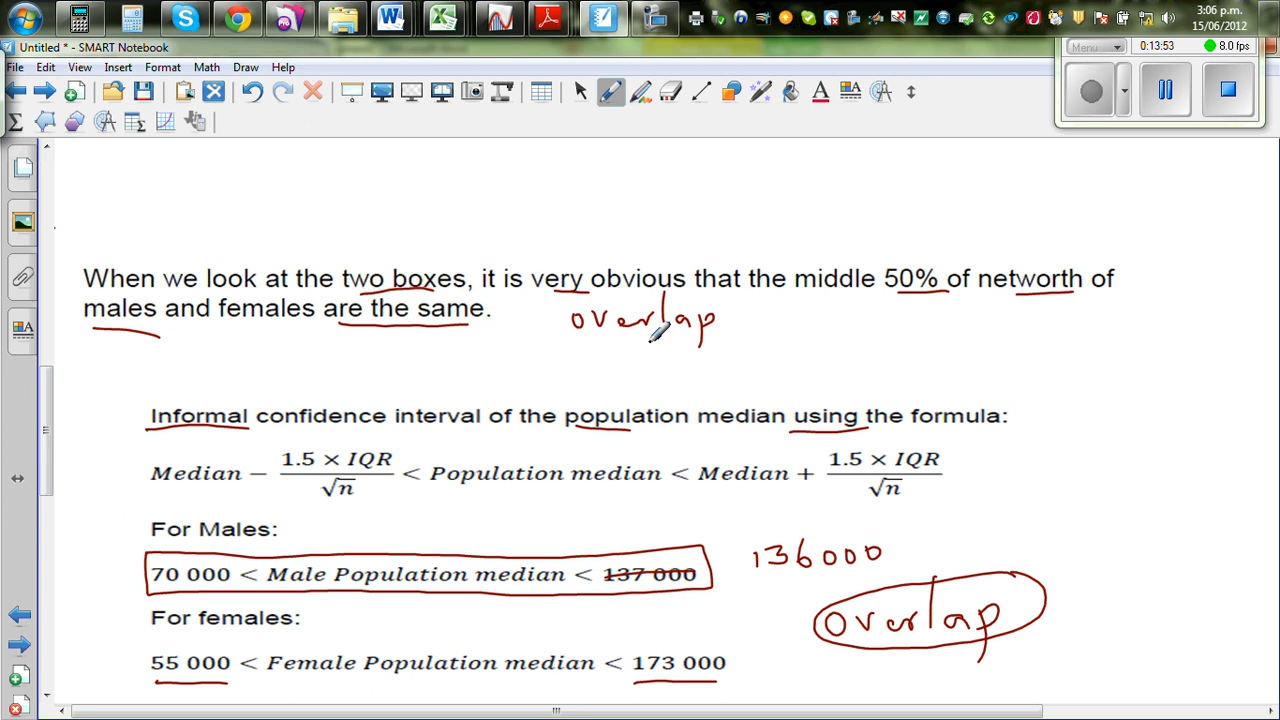 3:06 p.m.
15/06/2012
Untitled * - SMART Notebook
Menu
0:13:53
8.0 fps
File Edit View Insert Format Math Draw Help
When we look at the two boxes, it is very obvious that the middle 50% of networth of
males and females are the same.
overlap
Informal confidence interval of the population median using the formula:
Median − 1.5 × IQR / √n < Population median < Median + 1.5 × IQR / √n
For Males:
136000
70 000 < Male Population median < 137 000
For females:
overlap
55 000 < Female Population median < 173 000